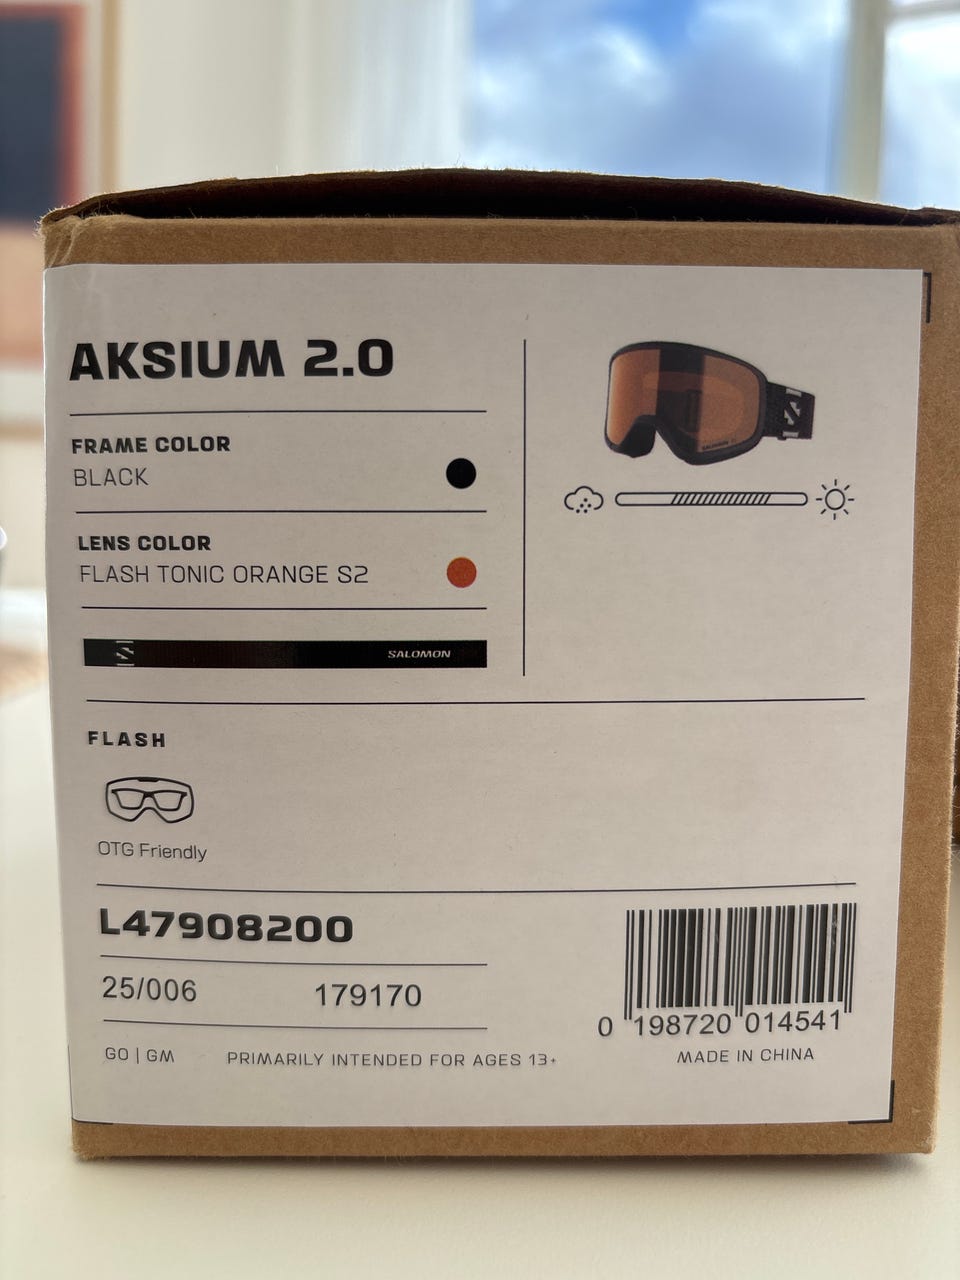 AKSIUM 2.0
FRAME COLOR
BLACK
LENS COLOR
FLASH TONIC ORANGE S2
SALOMON
SALOMON
FLASH
OTG Friendly
L47908200
25/006 179170
GO | GM PRIMARILY INTENDED FOR AGES 13+
0 198720 014541
MADE IN CHINA